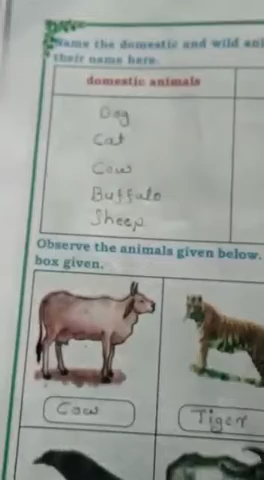 Name the domestic and wild
their name here.
domestic animals
Dog
Cat
Cow
Buffalo
Sheep
Observe the animals given below.
box given.
Cow
Tiger